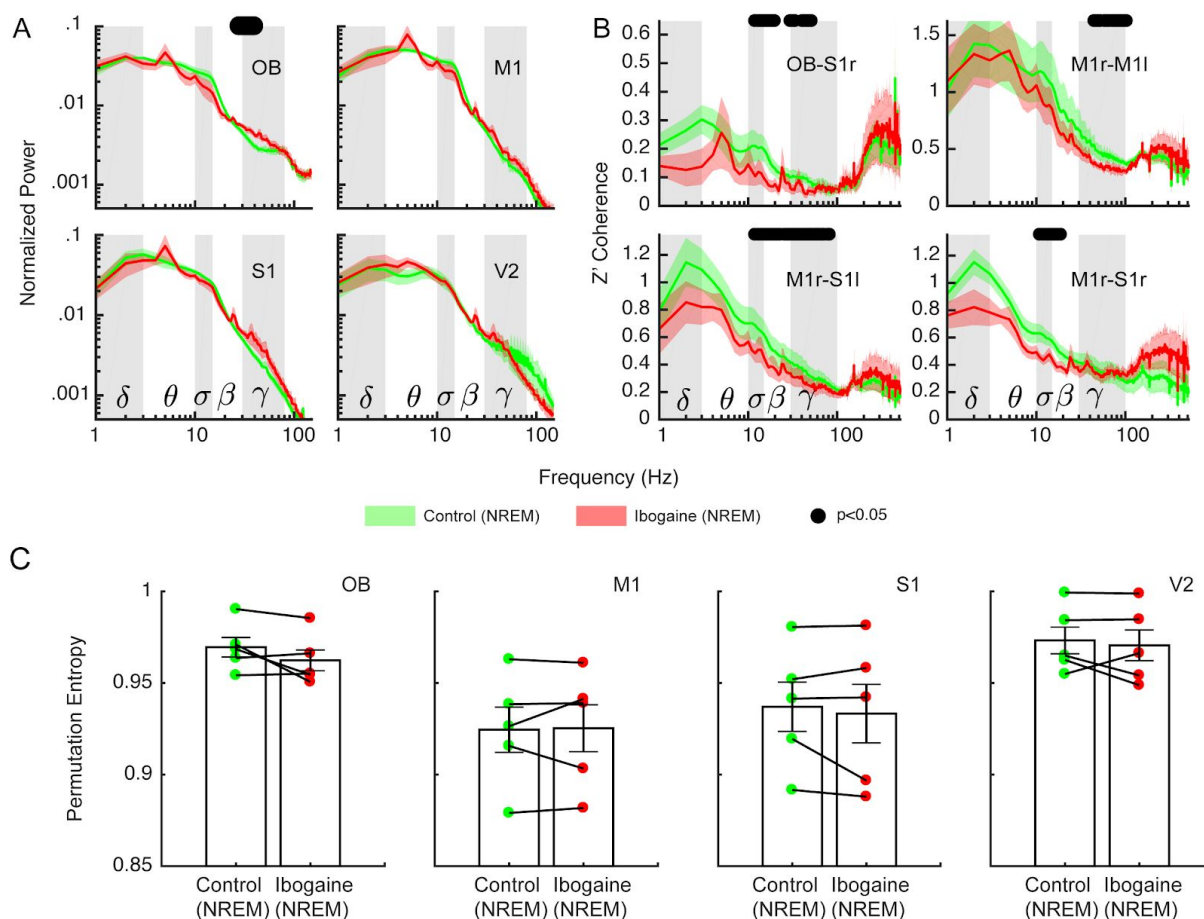 A
B
OB
M1
.1
.01
.001
S1
V2
.1
.01
.001
δ θ σ β γ
δ θ σ β γ
1 10 100
1 10 100
Normalized Power
OB-S1r
M1r-M1l
0.6
0.5
0.4
0.3
0.2
0.1
0
1.5
1
0.5
0
M1r-S1l
M1r-S1r
1.2
1
0.8
0.6
0.4
0.2
0
1.2
1
0.8
0.6
0.4
0.2
0
δ θ σ β γ
δ θ σ β γ
1 10 100
1 10 100
Z' Coherence
Frequency (Hz)
Control (NREM) Ibogaine (NREM) p<0.05
C
OB M1 S1 V2
1
0.95
0.9
0.85
Permutation Entropy
Control Ibogaine Control Ibogaine Control Ibogaine Control Ibogaine
(NREM) (NREM) (NREM) (NREM) (NREM) (NREM) (NREM) (NREM)